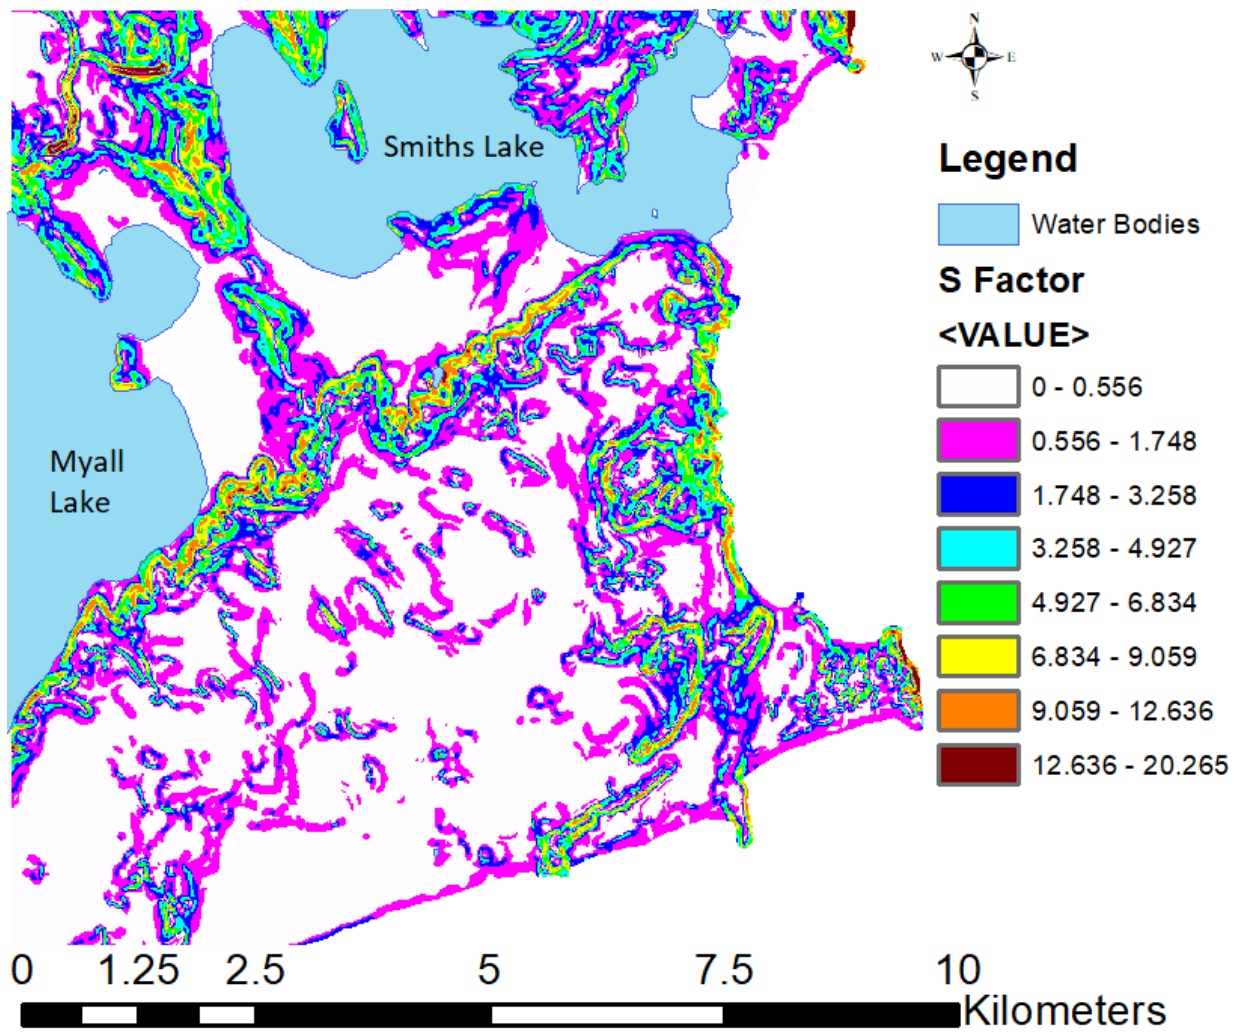 N
W E
S
Smiths Lake
Legend
Water Bodies
S Factor
<VALUE>
0 - 0.556
0.556 - 1.748
1.748 - 3.258
3.258 - 4.927
4.927 - 6.834
6.834 - 9.059
9.059 - 12.636
12.636 - 20.265
Myall
Lake
0 1.25 2.5 5 7.5 10
Kilometers